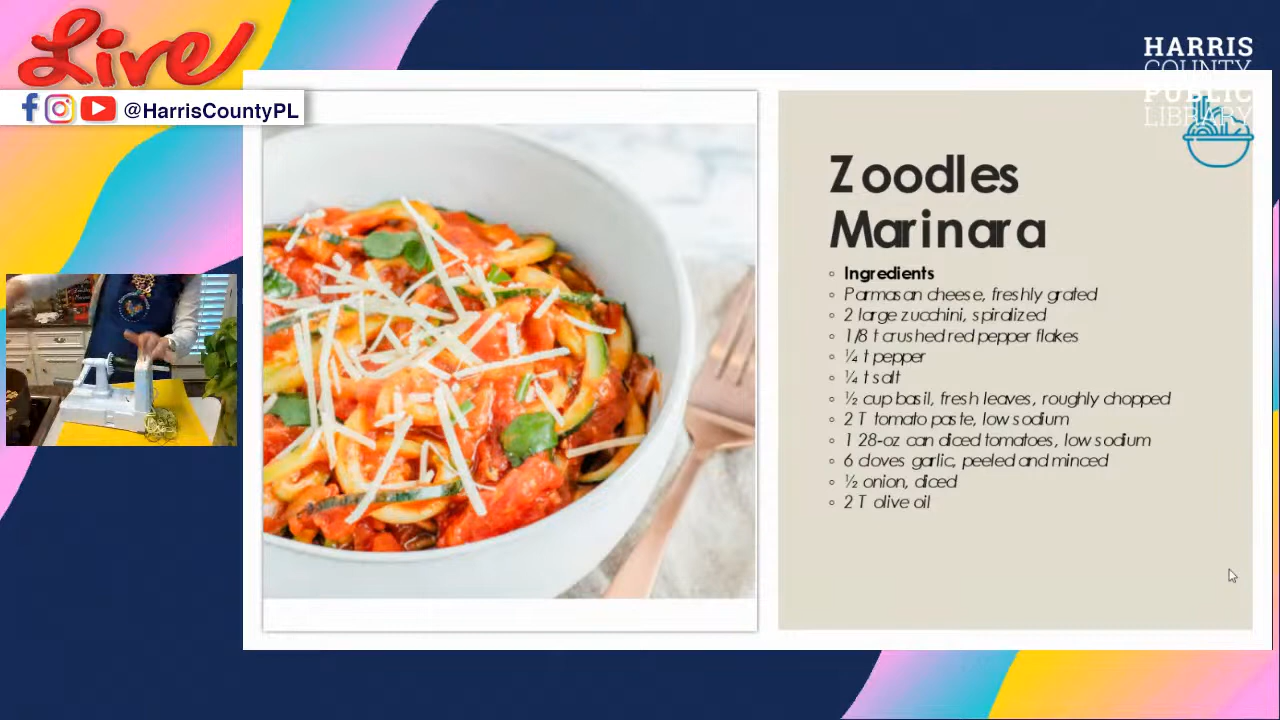 Live
@HarrisCountyPL
HARRIS
COUNTY
PUBLIC
LIBRARY
Zoodles
Marinara
Ingredients
Parmasan cheese, freshly grated
2 large zucchini, spiralized
1/8 t crushed red pepper flakes
¼ t pepper
¼ t salt
½ cup basil, fresh leaves, roughly chopped
2 T tomato paste, low sodium
1 28-oz can diced tomatoes, low sodium
6 cloves garlic, peeled and minced
½ onion, diced
2 T olive oil